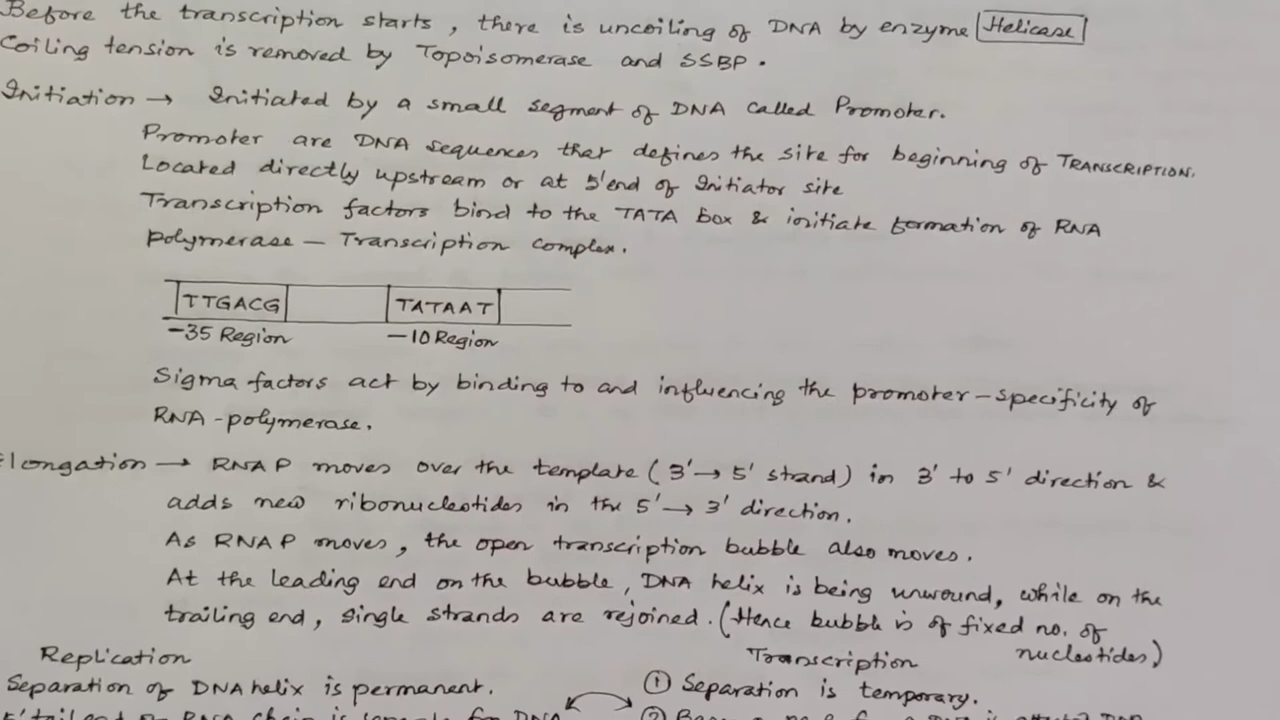 Before the transcription starts, there is uncoiling of DNA by enzyme Helicase
Coiling tension is removed by Topoisomerase and SSBP.
Initiation → Initiated by a small segment of DNA called Promoter.
Promoter are DNA sequences that defines the site for beginning of TRANSCRIPTION.
Located directly upstream or at 5' end of Initiator site
Transcription factors bind to the TATA box & initiate formation of RNA
polymerase – Transcription complex.
TTGACG TATAAT
-35 Region -10 Region
Sigma factors act by binding to and influencing the promoter-specificity of
RNA-polymerase.
Elongation → RNAP moves over the template (3'→5' strand) in 3' to 5' direction &
adds new ribonucleotides in the 5'→3' direction.
As RNAP moves, the open transcription bubble also moves.
At the leading end on the bubble, DNA helix is being unwound, while on the
trailing end, single strands are rejoined. (Hence bubble is of fixed no. of
nucleotides)
Replication Transcription
Separation of DNA helix is permanent. ① Separation is temporary.